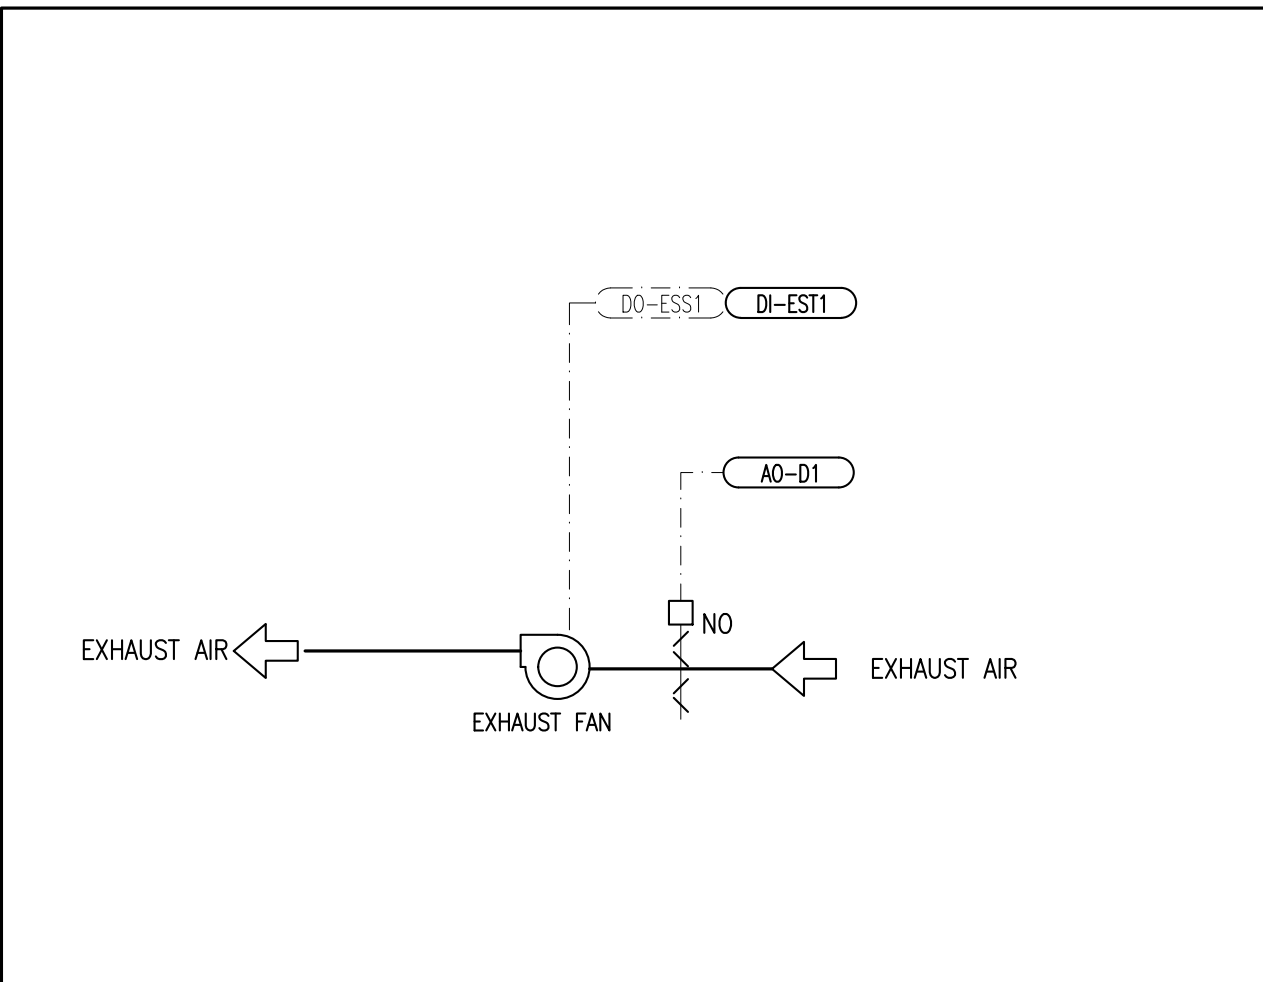 DO-ESS1 DI-EST1
AO-D1
NO
EXHAUST AIR
EXHAUST AIR
EXHAUST FAN